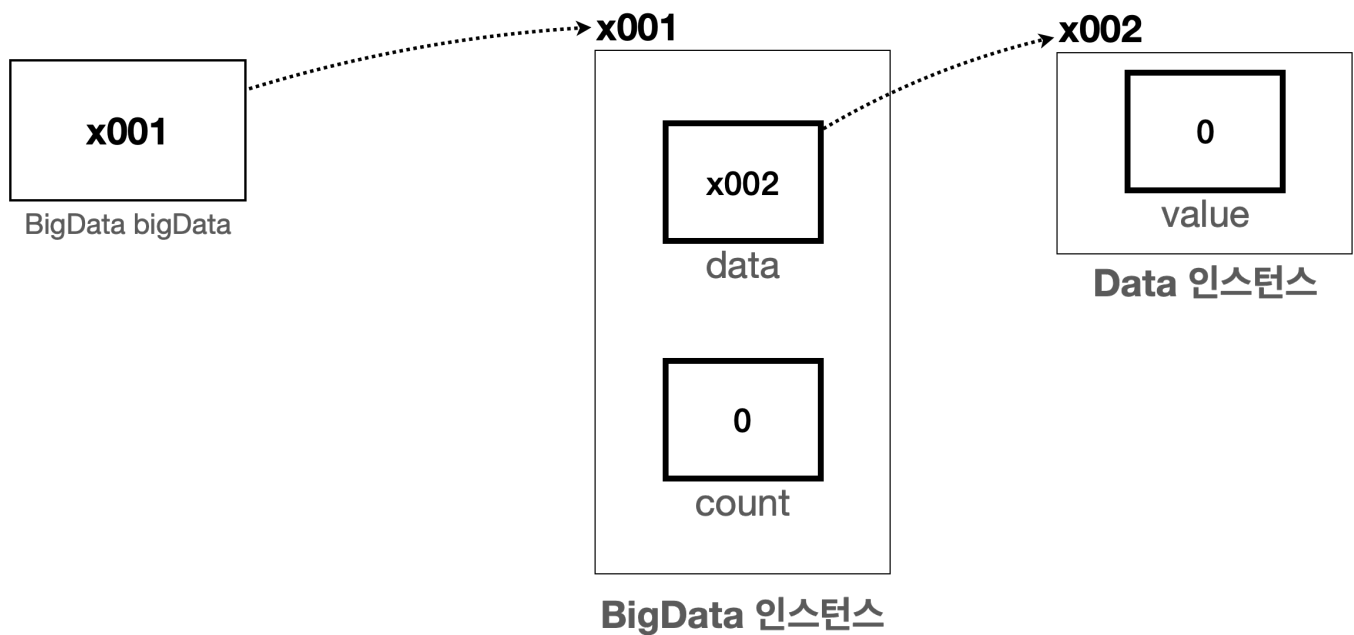 x001
BigData bigData
x001
x002
data
0
count
BigData 인스턴스
x002
0
value
Data 인스턴스